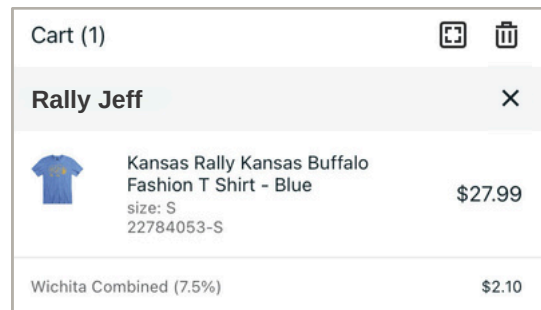 Cart (1)
Rally Jeff
Kansas Rally Kansas Buffalo
Fashion T Shirt - Blue
$27.99
size: S
22784053-S
Wichita Combined (7.5%) $2.10